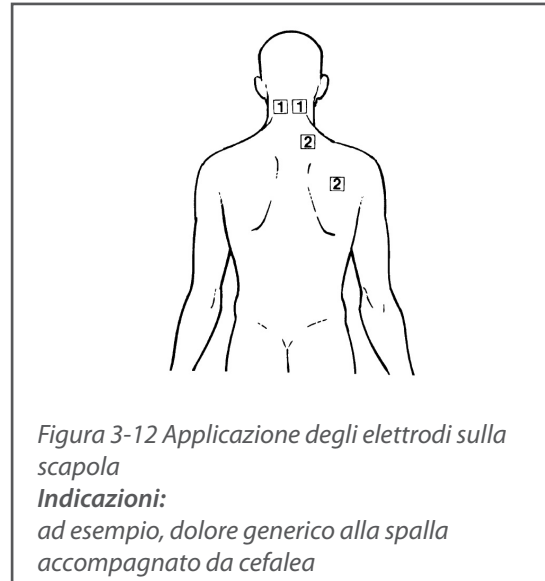 1 1
2
2
Figura 3-12 Applicazione degli elettrodi sulla
scapola
Indicazioni:
ad esempio, dolore generico alla spalla
accompagnato da cefalea